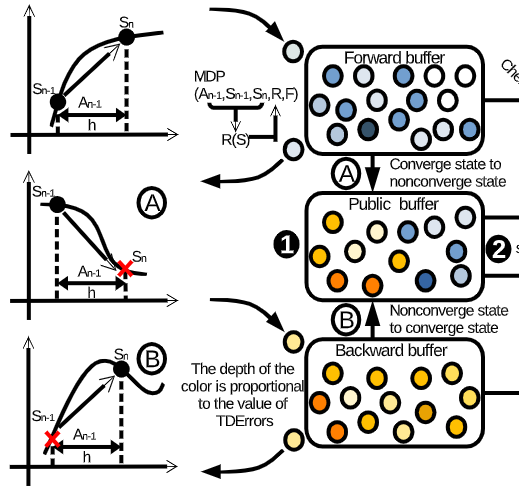 Sn
Sn-1
An-1
h
MDP
(An-1,Sn-1,Sn,R,F)
R(S)
Forward buffer
A
Converge state to
nonconverge state
Sn-1
A
Sn
An-1
h
Public buffer
1
2
B
Nonconverge state
to converge state
Sn
B
Sn-1
An-1
h
The depth of the
color is proportional
to the value of
TDErrors
Backward buffer